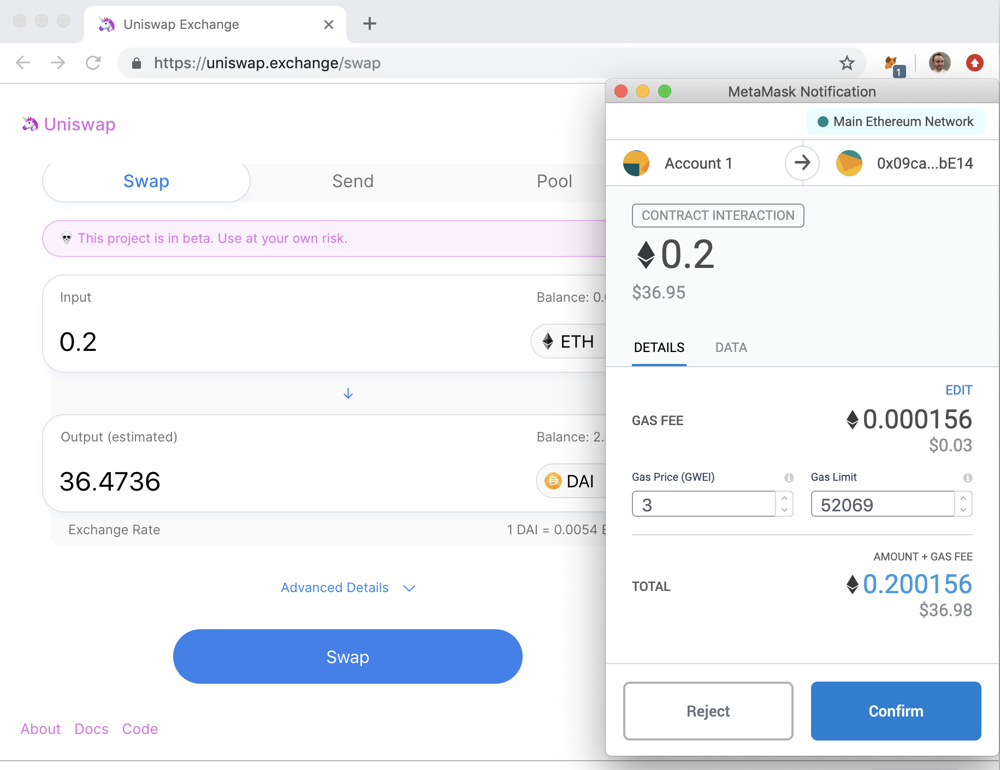 Uniswap Exchange
https://uniswap.exchange/swap
1
Uniswap
Swap
Send
Pool
This project is in beta. Use at your own risk.
Input
Balance: 0.
0.2
ETH
Output (estimated)
Balance: 2.
36.4736
DAI
Exchange Rate
1 DAI = 0.0054
Advanced Details
Swap
About
Docs
Code
MetaMask Notification
Main Ethereum Network
Account 1
0x09ca...bE14
CONTRACT INTERACTION
0.2
$36.95
DETAILS
DATA
EDIT
GAS FEE
0.000156
$0.03
Gas Price (GWEI)
Gas Limit
3
52069
AMOUNT + GAS FEE
TOTAL
0.200156
$36.98
Reject
Confirm